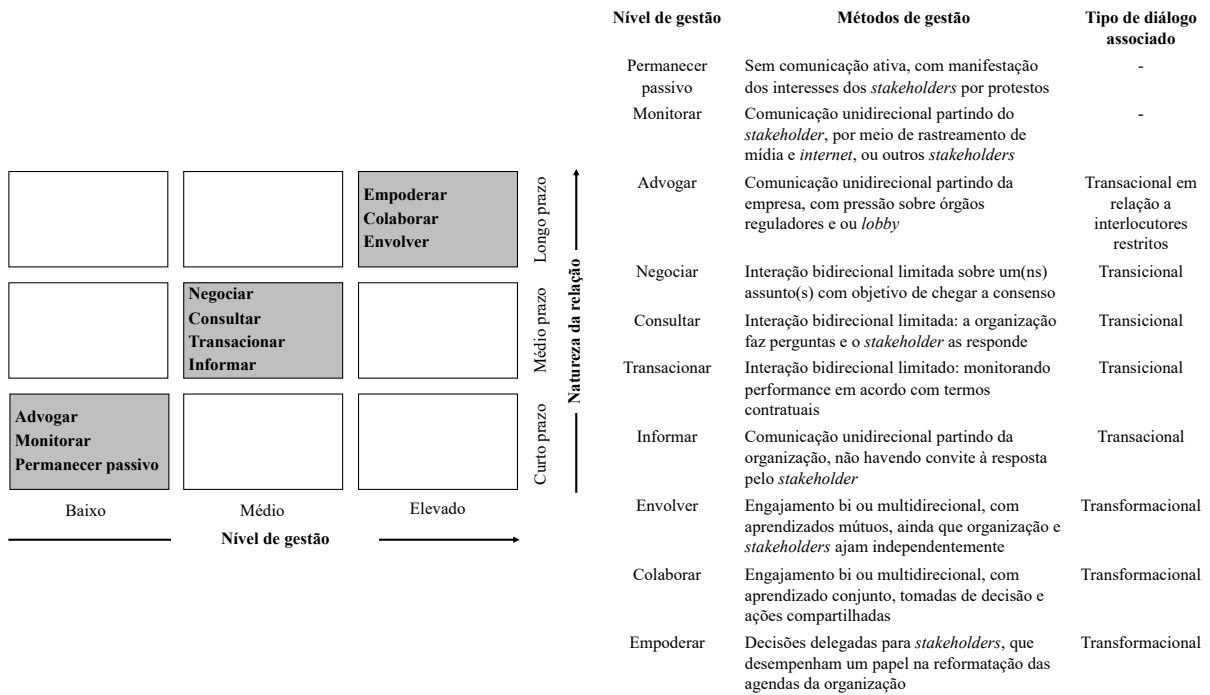 Empoderar
Colaborar
Envolver
Negociar
Consultar
Transacionar
Informar
Advogar
Monitorar
Permanecer passivo
Longo prazo
Médio prazo
Curto prazo
Natureza da relação
Baixo
Médio
Elevado
Nível de gestão
Nível de gestão
Métodos de gestão
Tipo de diálogo
associado
Permanecer
passivo
Sem comunicação ativa, com manifestação
dos interesses dos stakeholders por protestos
-
Monitorar
Comunicação unidirecional partindo do
stakeholder, por meio de rastreamento de
mídia e internet, ou outros stakeholders
-
Advogar
Comunicação unidirecional partindo da
empresa, com pressão sobre órgãos
reguladores e ou lobby
Transacional em
relação a
interlocutores
restritos
Negociar
Interação bidirecional limitada sobre um(ns)
assunto(s) com objetivo de chegar a consenso
Transicional
Consultar
Interação bidirecional limitada: a organização
faz perguntas e o stakeholder as responde
Transicional
Transacionar
Interação bidirecional limitado: monitorando
performance em acordo com termos
contratuais
Transicional
Informar
Comunicação unidirecional partindo da
organização, não havendo convite à resposta
pelo stakeholder
Transacional
Envolver
Engajamento bi ou multidirecional, com
aprendizados mútuos, ainda que organização e
stakeholders ajam independentemente
Transformacional
Colaborar
Engajamento bi ou multidirecional, com
aprendizado conjunto, tomadas de decisão e
ações compartilhadas
Transformacional
Empoderar
Decisões delegadas para stakeholders, que
desempenham um papel na reformatação das
agendas da organização
Transformacional